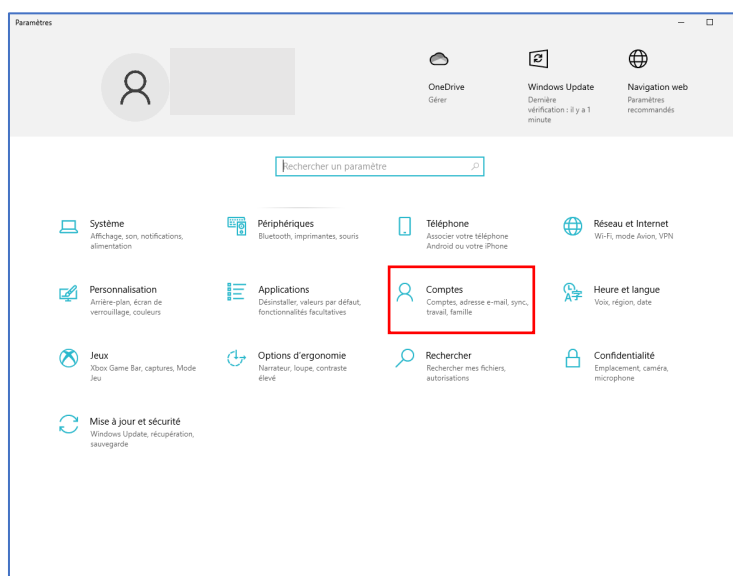 Paramètres
OneDrive
Gérer
Windows Update
Dernière
vérification : il y a 1
minute
Navigation web
Paramètres
recommandés
Rechercher un paramètre
Système
Affichage, son, notifications,
alimentation
Périphériques
Bluetooth, imprimantes, souris
Téléphone
Associer votre téléphone
Android ou votre iPhone
Réseau et Internet
Wi-Fi, mode Avion, VPN
Personnalisation
Arrière-plan, écran de
verrouillage, couleurs
Applications
Désinstaller, valeurs par défaut,
fonctionnalités facultatives
Comptes
Comptes, adresse e-mail, sync.,
travail, famille
Heure et langue
Voix, région, date
Jeux
Xbox Game Bar, captures, Mode
Jeu
Options d'ergonomie
Narrateur, loupe, contraste
élevé
Rechercher
Rechercher mes fichiers,
autorisations
Confidentialité
Emplacement, caméra,
microphone
Mise à jour et sécurité
Windows Update, récupération,
sauvegarde